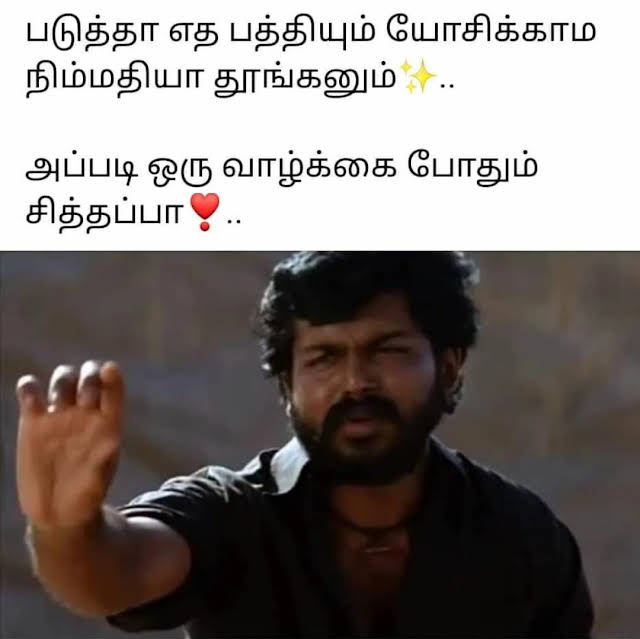 படுத்தா எத பத்தியும் யோசிக்காம
நிம்மதியா தூங்கனும்✨..
அப்படி ஒரு வாழ்க்கை போதும்
சித்தப்பா❣️..